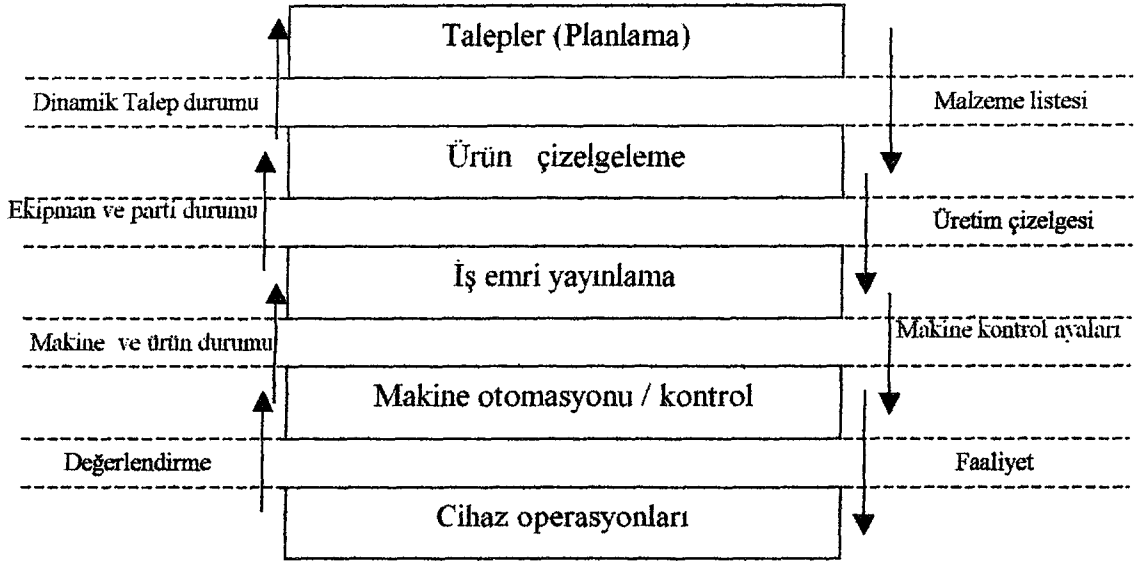 Talepler (Planlama)
Dinamik Talep durumu
Malzeme listesi
Ürün çizelgeleme
Ekipman ve parti durumu
Üretim çizelgesi
İş emri yayınlama
Makine ve ürün durumu
Makine kontrol ayaları
Makine otomasyonu / kontrol
Değerlendirme
Faaliyet
Cihaz operasyonları